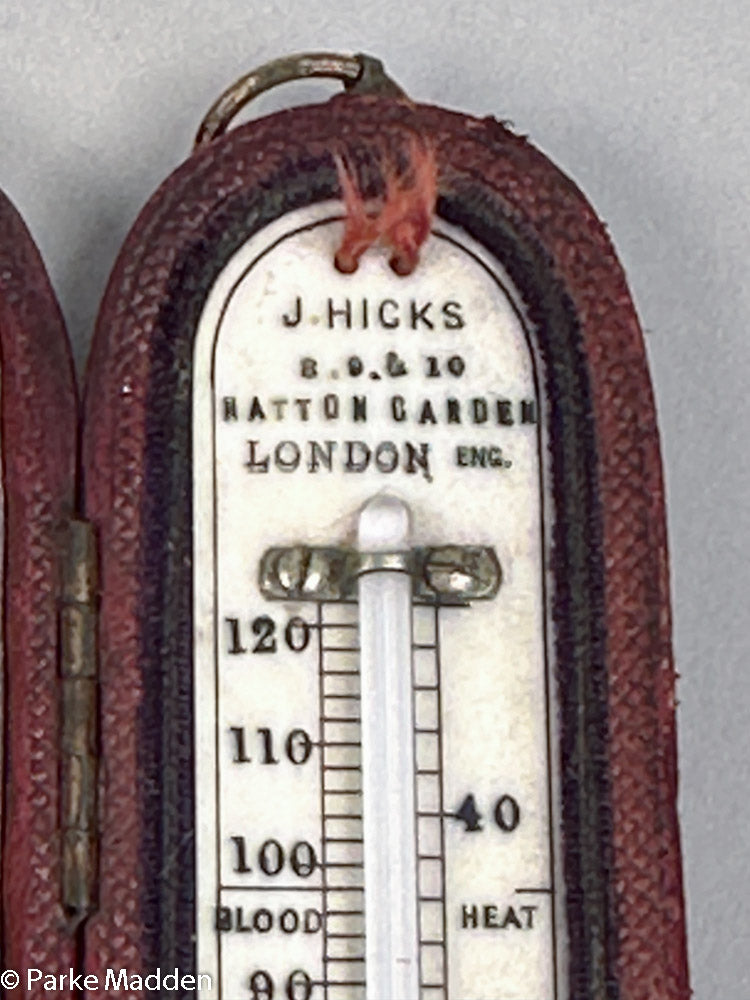 J. HICKS
8. 9. & 10
HATTON GARDEN
LONDON ENG.
120
110
40
100
BLOOD HEAT
90
© Parke Madden